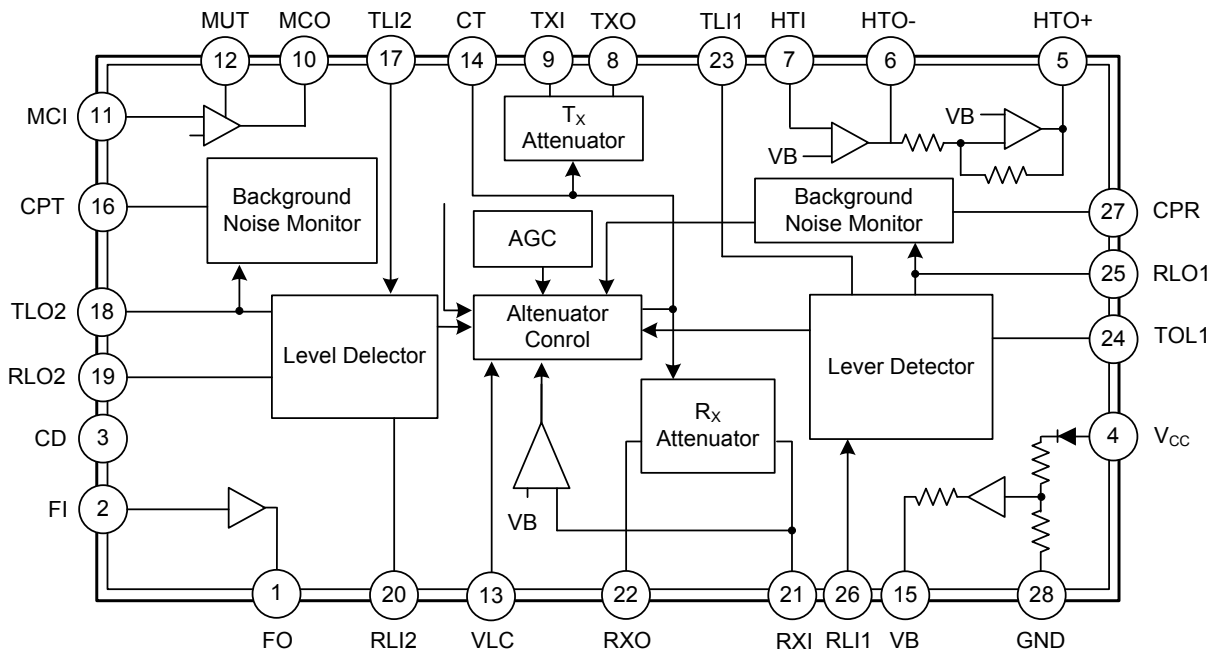 MUT MCO TLI2 CT TXI TXO TLI1 HTI HTO- HTO+
12 10 17 14 9 8 23 7 6 5
MCI 11
TX
Attenuator
VB
VB
CPT 16
Background
Noise Monitor
AGC
Background
Noise Monitor
27 CPR
25 RLO1
TLO2 18
Level Delector
Altenuator
Conrol
Lever Detector
24 TOL1
RLO2 19
CD 3
RX
Attenuator
4 VCC
FI 2
VB
1 20 13 22 21 26 15 28
FO RLI2 VLC RXO RXI RLI1 VB GND